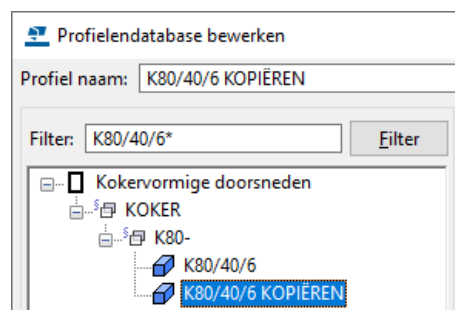 Profielendatabase bewerken
Profiel naam: K80/40/6 KOPIËREN
Filter: K80/40/6* Filter
Kokervormige doorsneden
§ KOKER
§ K80-
K80/40/6
K80/40/6 KOPIËREN